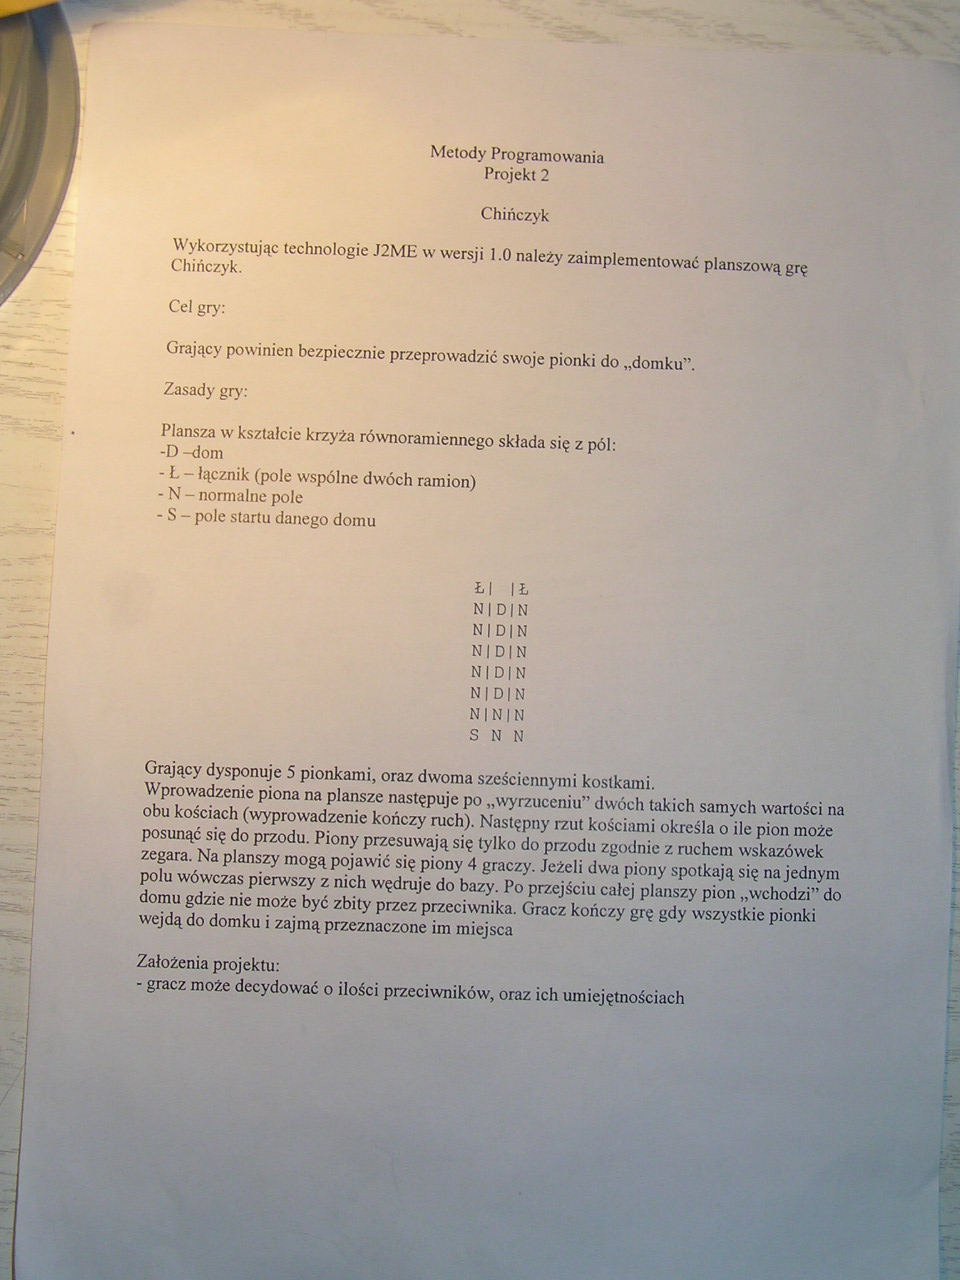 Metody Programowania
Projekt 2
Chińczyk
Wykorzystując technologie J2ME w wersji 1.0 należy zaimplementować planszową grę
Chińczyk.
Cel gry:
Grający powinien bezpiecznie przeprowadzić swoje pionki do „domku”.
Zasady gry:
Plansza w kształcie krzyża równoramiennego składa się z pól:
-D –dom
- Ł – łącznik (pole wspólne dwóch ramion)
- N – normalne pole
- S – pole startu danego domu
Ł| |Ł
N|D|N
N|D|N
N|D|N
N|D|N
N|D|N
N|N|N
S N N
Grający dysponuje 5 pionkami, oraz dwoma sześciennymi kostkami.
Wprowadzenie piona na plansze następuje po „wyrzuceniu” dwóch takich samych wartości na
obu kościach (wyprowadzenie kończy ruch). Następny rzut kościami określa o ile pion może
posunąć się do przodu. Piony przesuwają się tylko do przodu zgodnie z ruchem wskazówek
zegara. Na planszy mogą pojawić się piony 4 graczy. Jeżeli dwa piony spotkają się na jednym
polu wówczas pierwszy z nich wędruje do bazy. Po przejściu całej planszy pion „wchodzi” do
domu gdzie nie może być zbity przez przeciwnika. Gracz kończy grę gdy wszystkie pionki
wejdą do domku i zajmą przeznaczone im miejsca
Założenia projektu:
- gracz może decydować o ilości przeciwników, oraz ich umiejętnościach